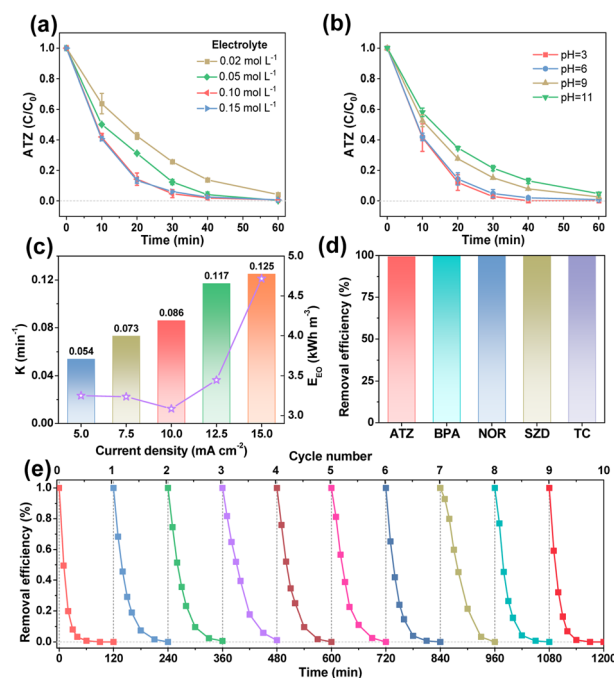 (a)
Electrolyte
0.02 mol L⁻¹
0.05 mol L⁻¹
0.10 mol L⁻¹
0.15 mol L⁻¹
ATZ (C/C₀)
1.0
0.8
0.6
0.4
0.2
0.0
0 10 20 30 40 50 60
Time (min)
(b)
pH=3
pH=6
pH=9
pH=11
ATZ (C/C₀)
1.0
0.8
0.6
0.4
0.2
0.0
0 10 20 30 40 50 60
Time (min)
(c)
K (min⁻¹)
0.12
0.08
0.04
0.00
0.054
0.073
0.086
0.117
0.125
5.0
4.5
4.0
3.5
3.0
E_EO (kWh m⁻³)
5.0 7.5 10.0 12.5 15.0
Current density (mA cm⁻²)
(d)
Removal efficiency (%)
100
75
50
25
0
ATZ BPA NOR SZD TC
(e)
Cycle number
0 1 2 3 4 5 6 7 8 9 10
Removal efficiency (%)
1.0
0.8
0.6
0.4
0.2
0.0
0 120 240 360 480 600 720 840 960 1080 1200
Time (min)